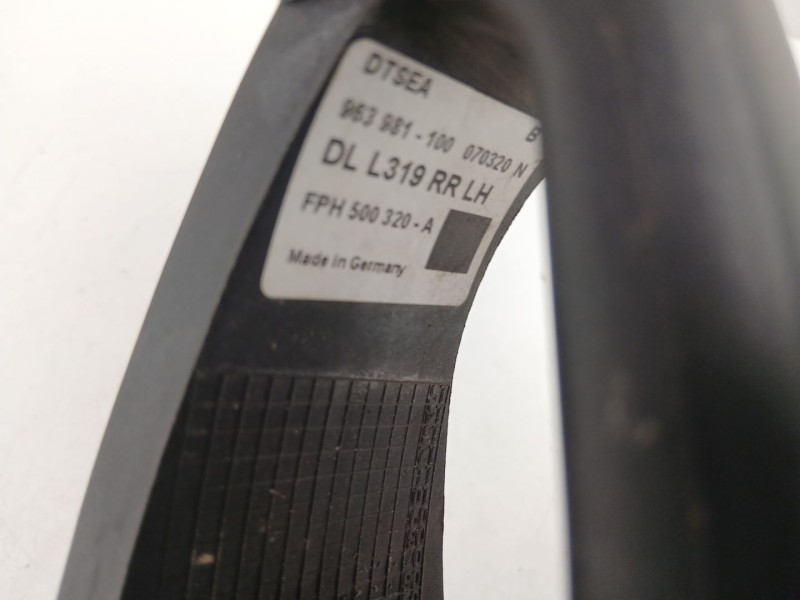 DTSEA
963 981-100 070320 N
B
DL L319 RR LH
FPH 500 320-A
Made in Germany